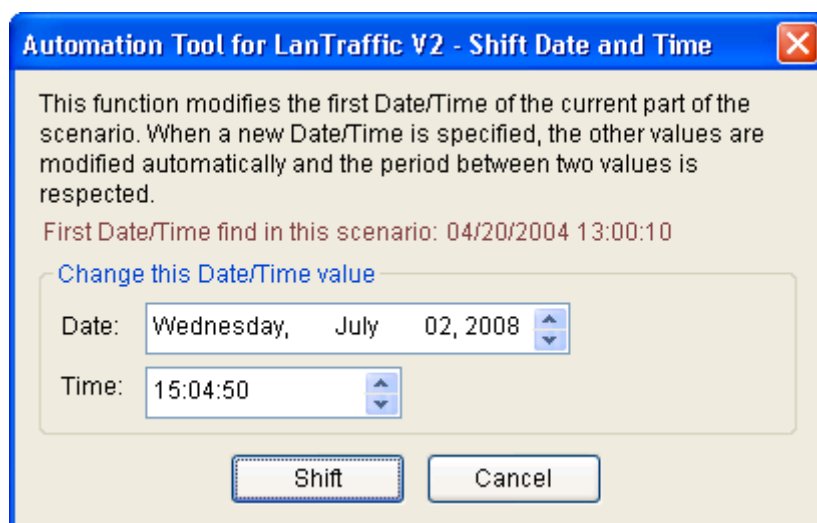 Automation Tool for LanTraffic V2 - Shift Date and Time
This function modifies the first Date/Time of the current part of the
scenario. When a new Date/Time is specified, the other values are
modified automatically and the period between two values is
respected.
First Date/Time find in this scenario: 04/20/2004 13:00:10
Change this Date/Time value
Date: Wednesday, July 02, 2008
Time: 15:04:50
Shift Cancel